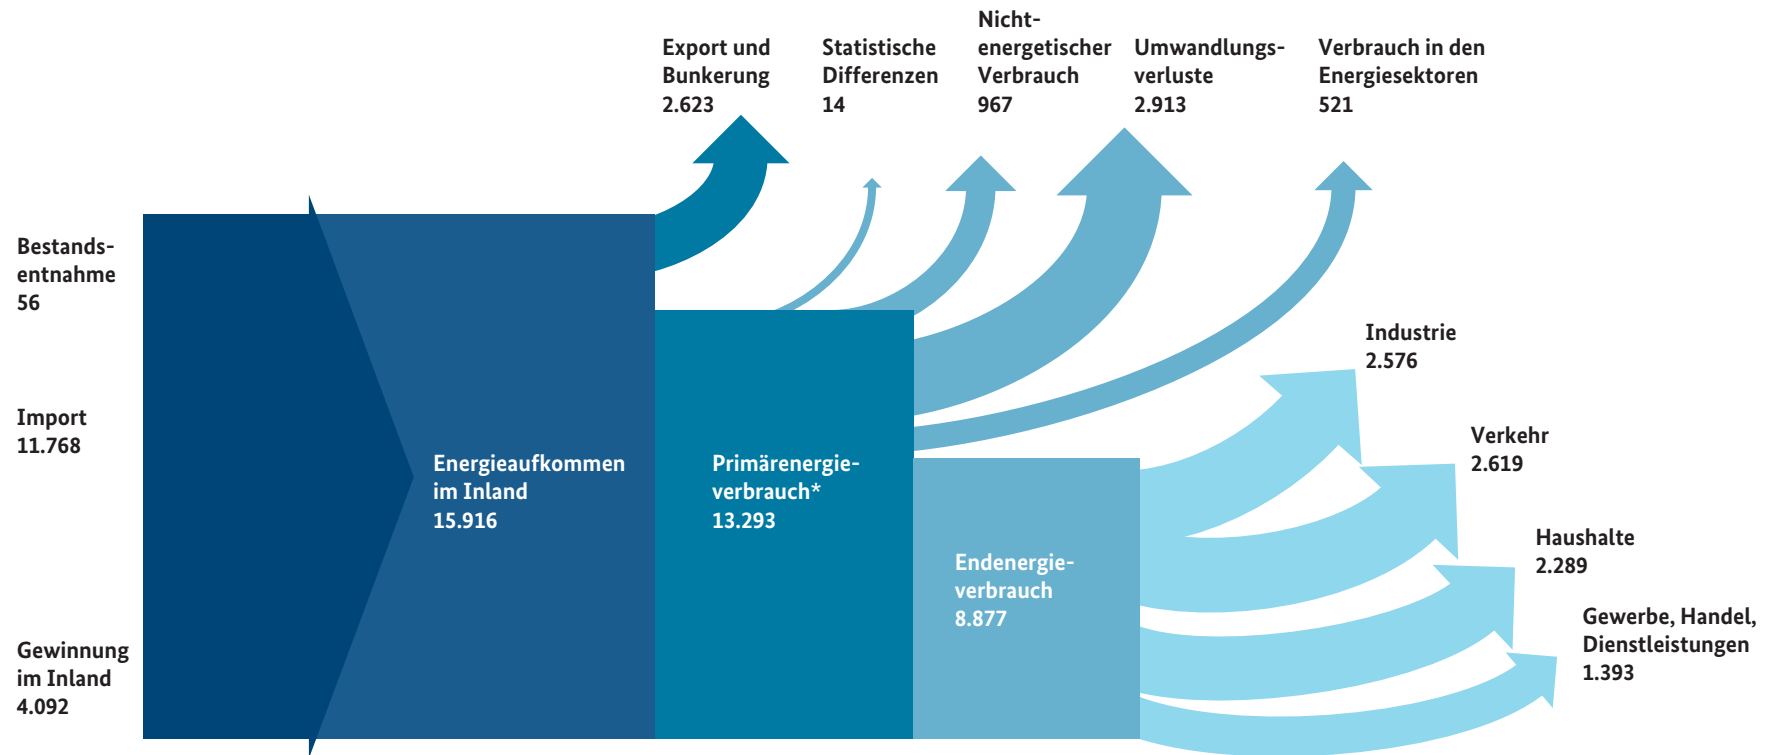 Export und
Bunkerung
2.623
Statistische
Differenzen
14
Nicht-
energetischer
Verbrauch
967
Umwandlungs-
verluste
2.913
Verbrauch in den
Energiesektoren
521
Bestands-
entnahme
56
Import
11.768
Gewinnung
im Inland
4.092
Energieaufkommen
im Inland
15.916
Primärenergie-
verbrauch*
13.293
Endenergie-
verbrauch
8.877
Industrie
2.576
Verkehr
2.619
Haushalte
2.289
Gewerbe, Handel,
Dienstleistungen
1.393